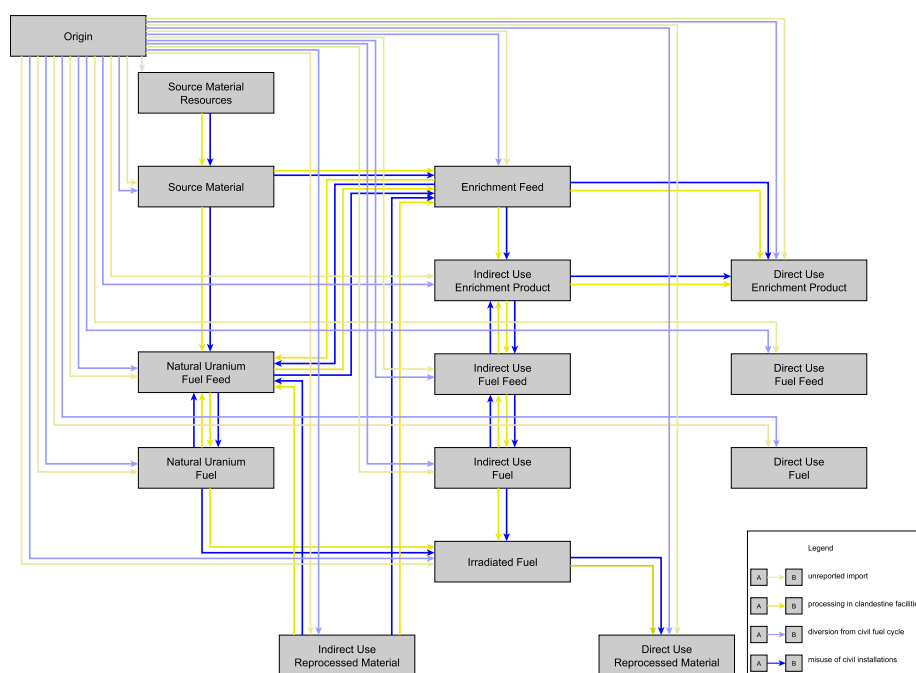 Origin
Source Material
Resources
Source Material
Enrichment Feed
Indirect Use
Enrichment Product
Direct Use
Enrichment Product
Natural Uranium
Fuel Feed
Indirect Use
Fuel Feed
Direct Use
Fuel Feed
Natural Uranium
Fuel
Indirect Use
Fuel
Direct Use
Fuel
Irradiated Fuel
Indirect Use
Reprocessed Material
Direct Use
Reprocessed Material
Legend
A B unreported import
A B processing in clandestine faciliti
A B diversion from civil fuel cycle
A B misuse of civil installations